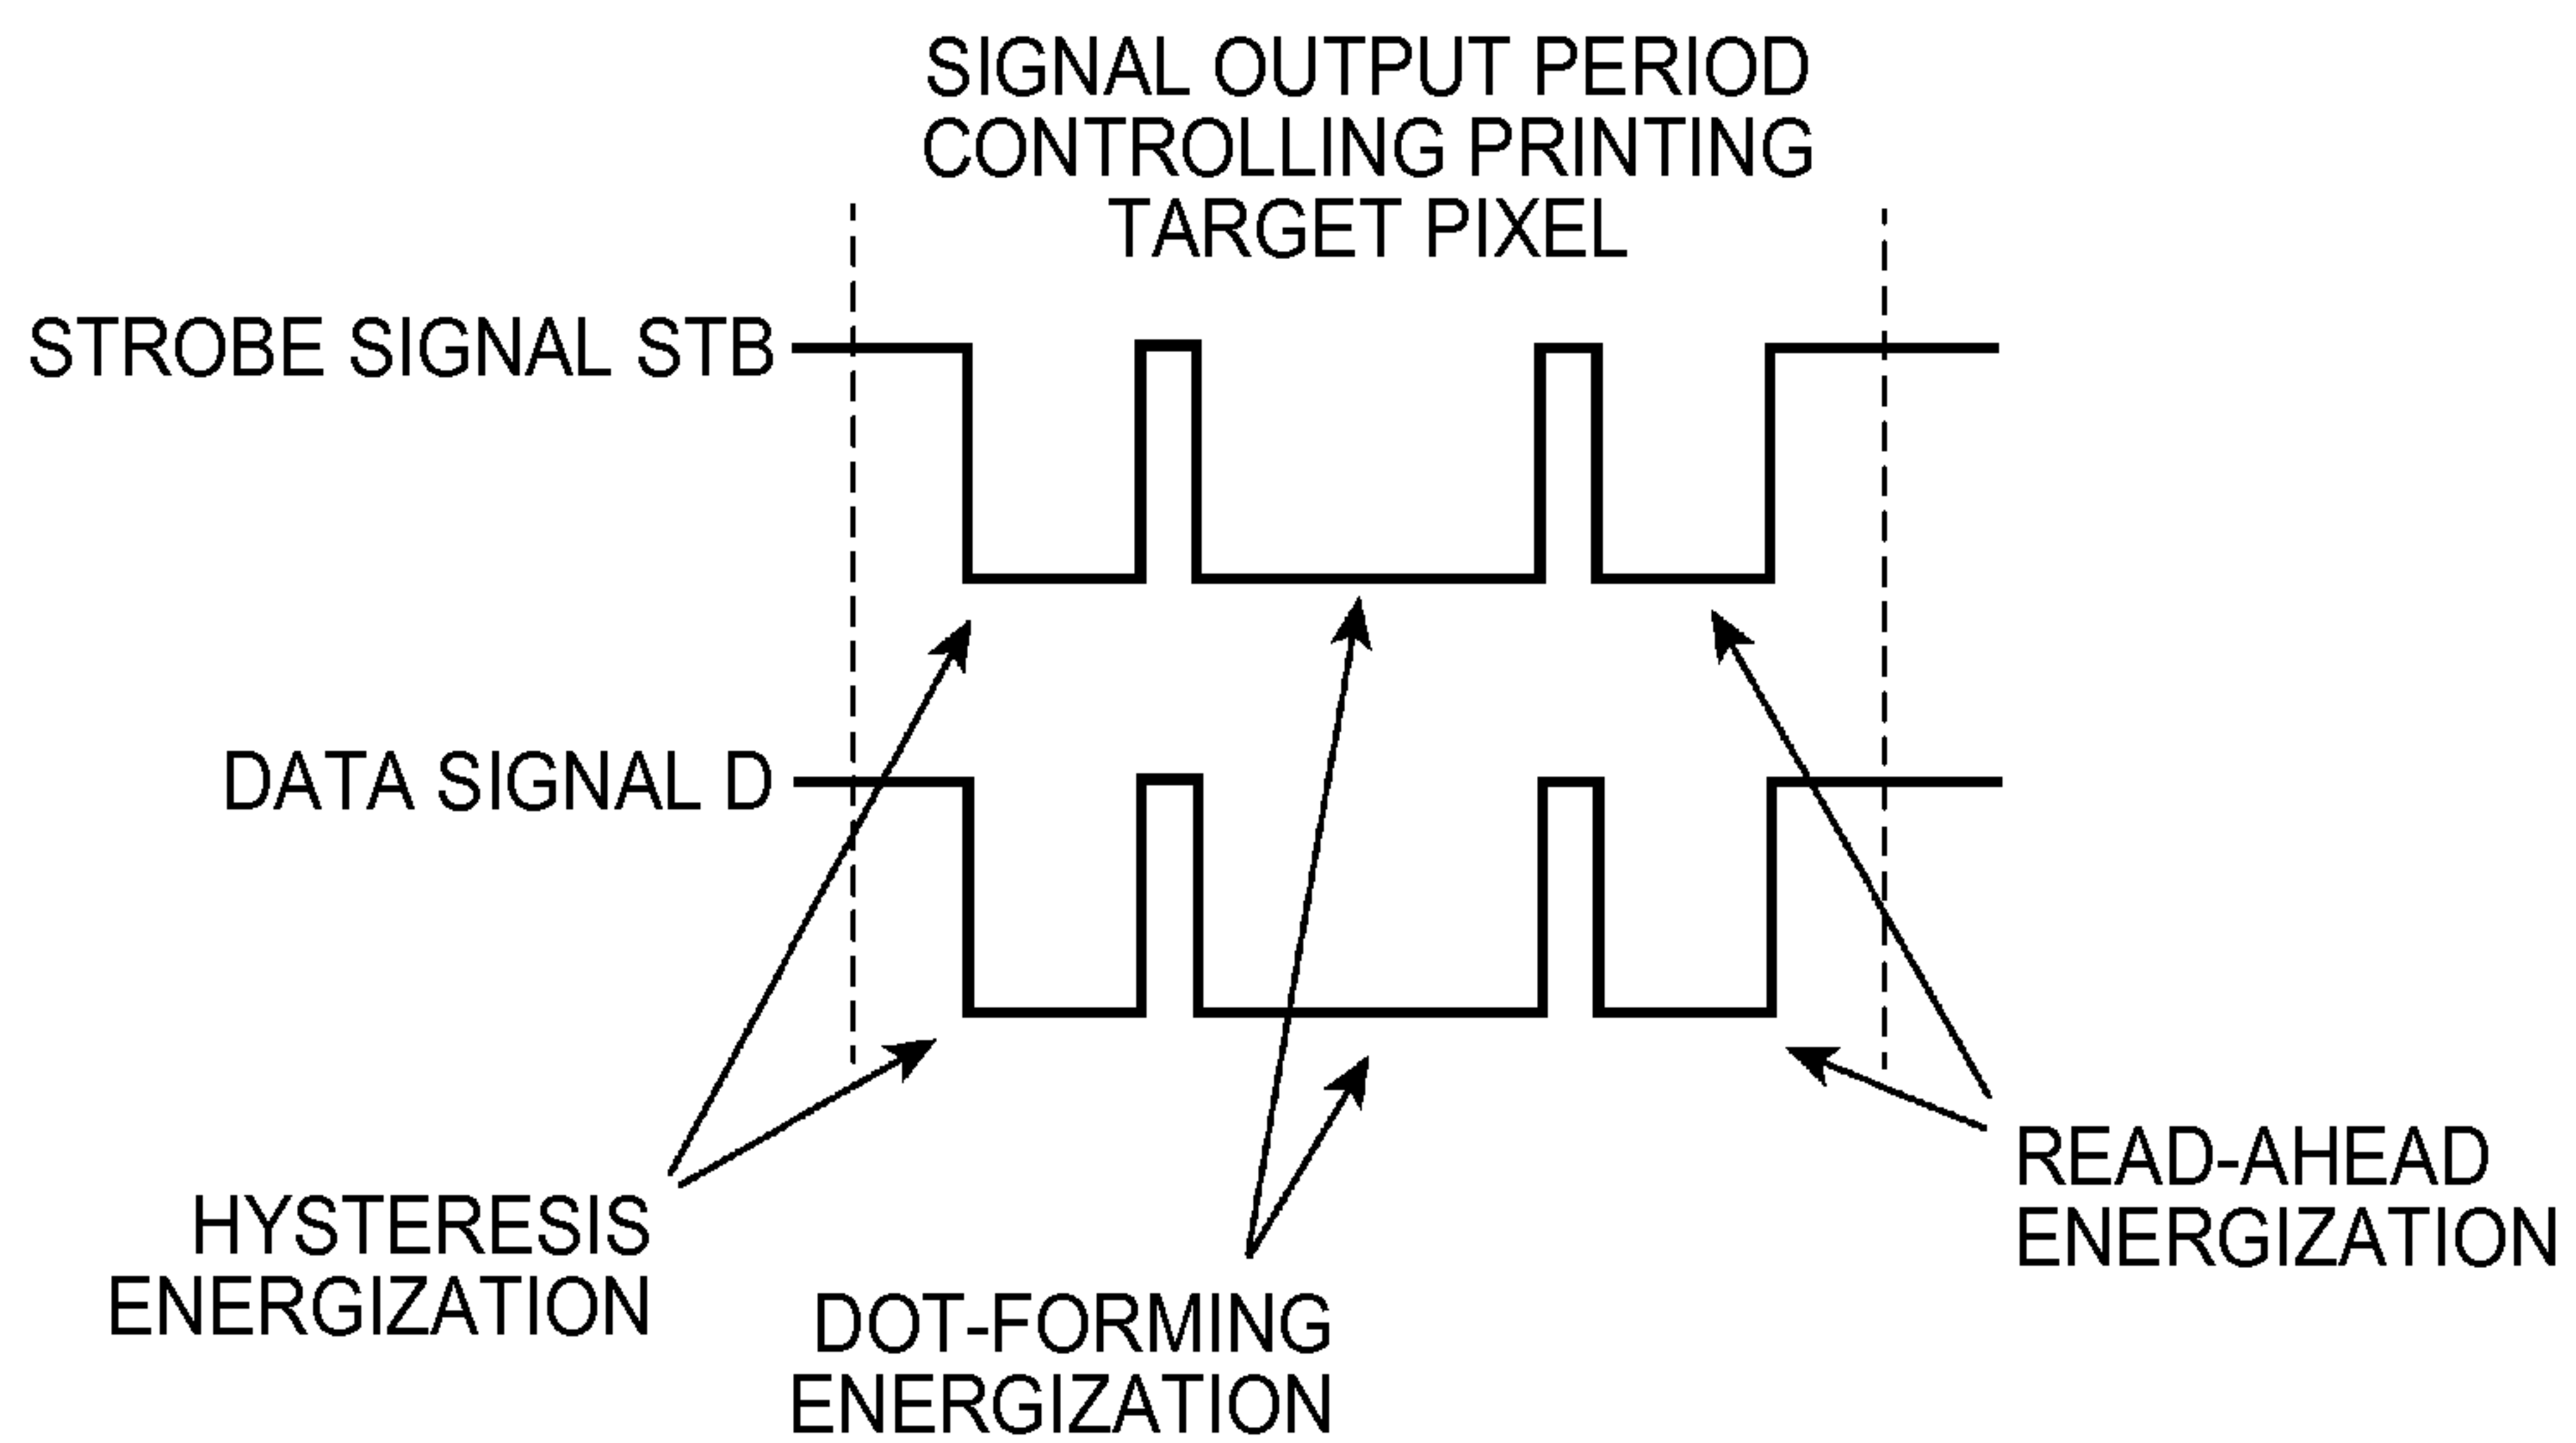 SIGNAL OUTPUT PERIOD
CONTROLLING PRINTING
TARGET PIXEL
STROBE SIGNAL STB
DATA SIGNAL D
HYSTERESIS
ENERGIZATION
DOT-FORMING
ENERGIZATION
READ-AHEAD
ENERGIZATION